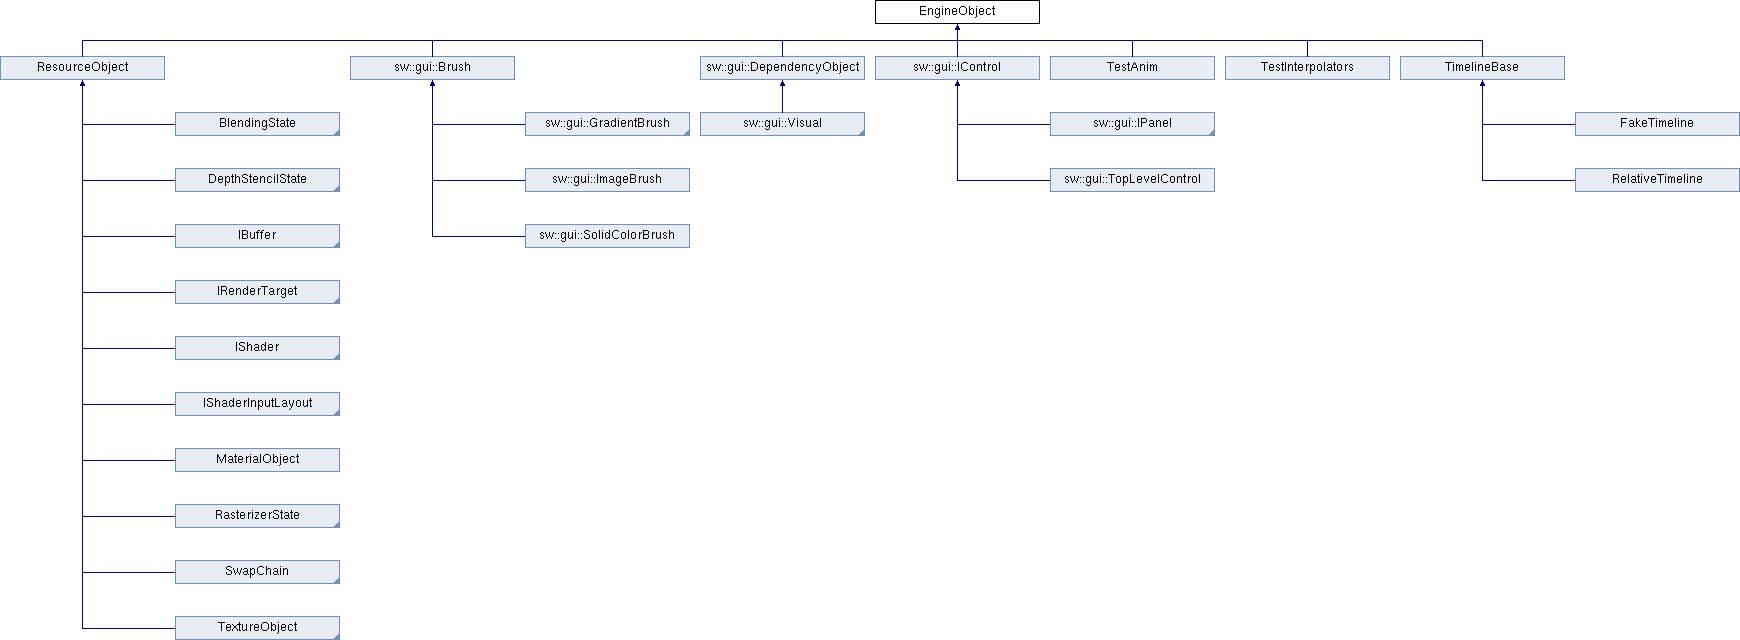 EngineObject
ResourceObject
sw::gui::Brush
sw::gui::DependencyObject
sw::gui::IControl
TestAnim
TestInterpolators
TimelineBase
BlendingState
sw::gui::GradientBrush
sw::gui::Visual
sw::gui::IPanel
FakeTimeline
DepthStencilState
sw::gui::ImageBrush
sw::gui::TopLevelControl
RelativeTimeline
IBuffer
sw::gui::SolidColorBrush
IRenderTarget
IShader
IShaderInputLayout
MaterialObject
RasterizerState
SwapChain
TextureObject